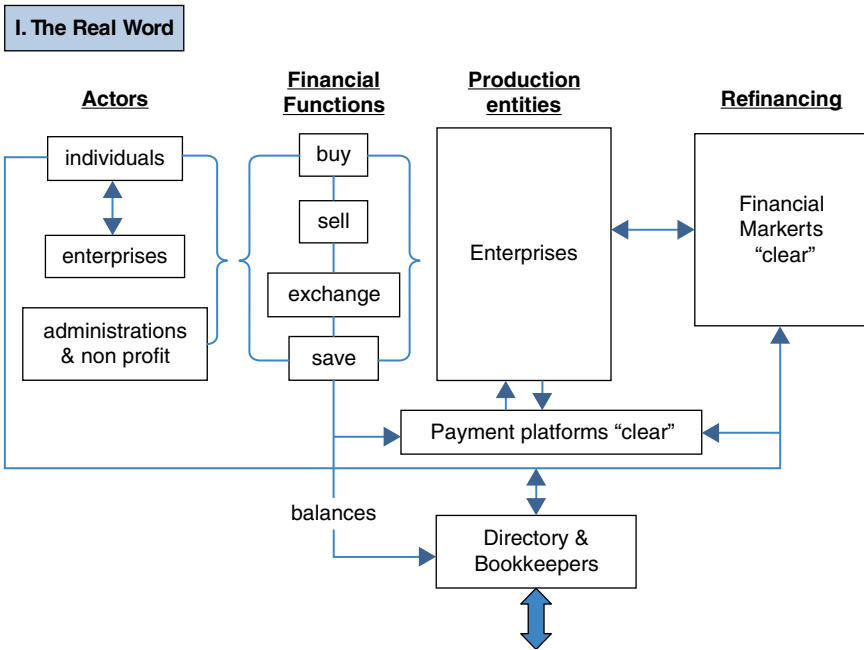 I. The Real Word
Actors
Financial
Functions
Production
entities
Refinancing
individuals
enterprises
administrations
& non profit
buy
sell
exchange
save
Enterprises
Financial
Markerts
“clear”
Payment platforms “clear”
balances
Directory &
Bookkeepers